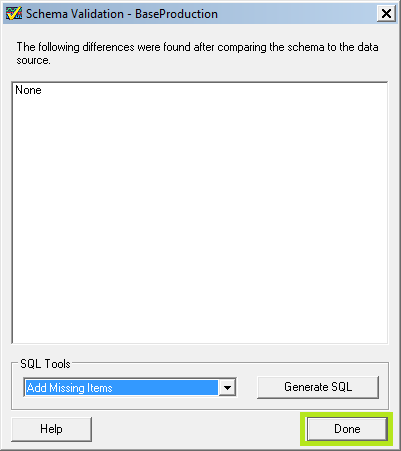 Schema Validation - BaseProduction
The following differences were found after comparing the schema to the data
source.
None
SQL Tools
Add Missing Items
Generate SQL
Help
Done